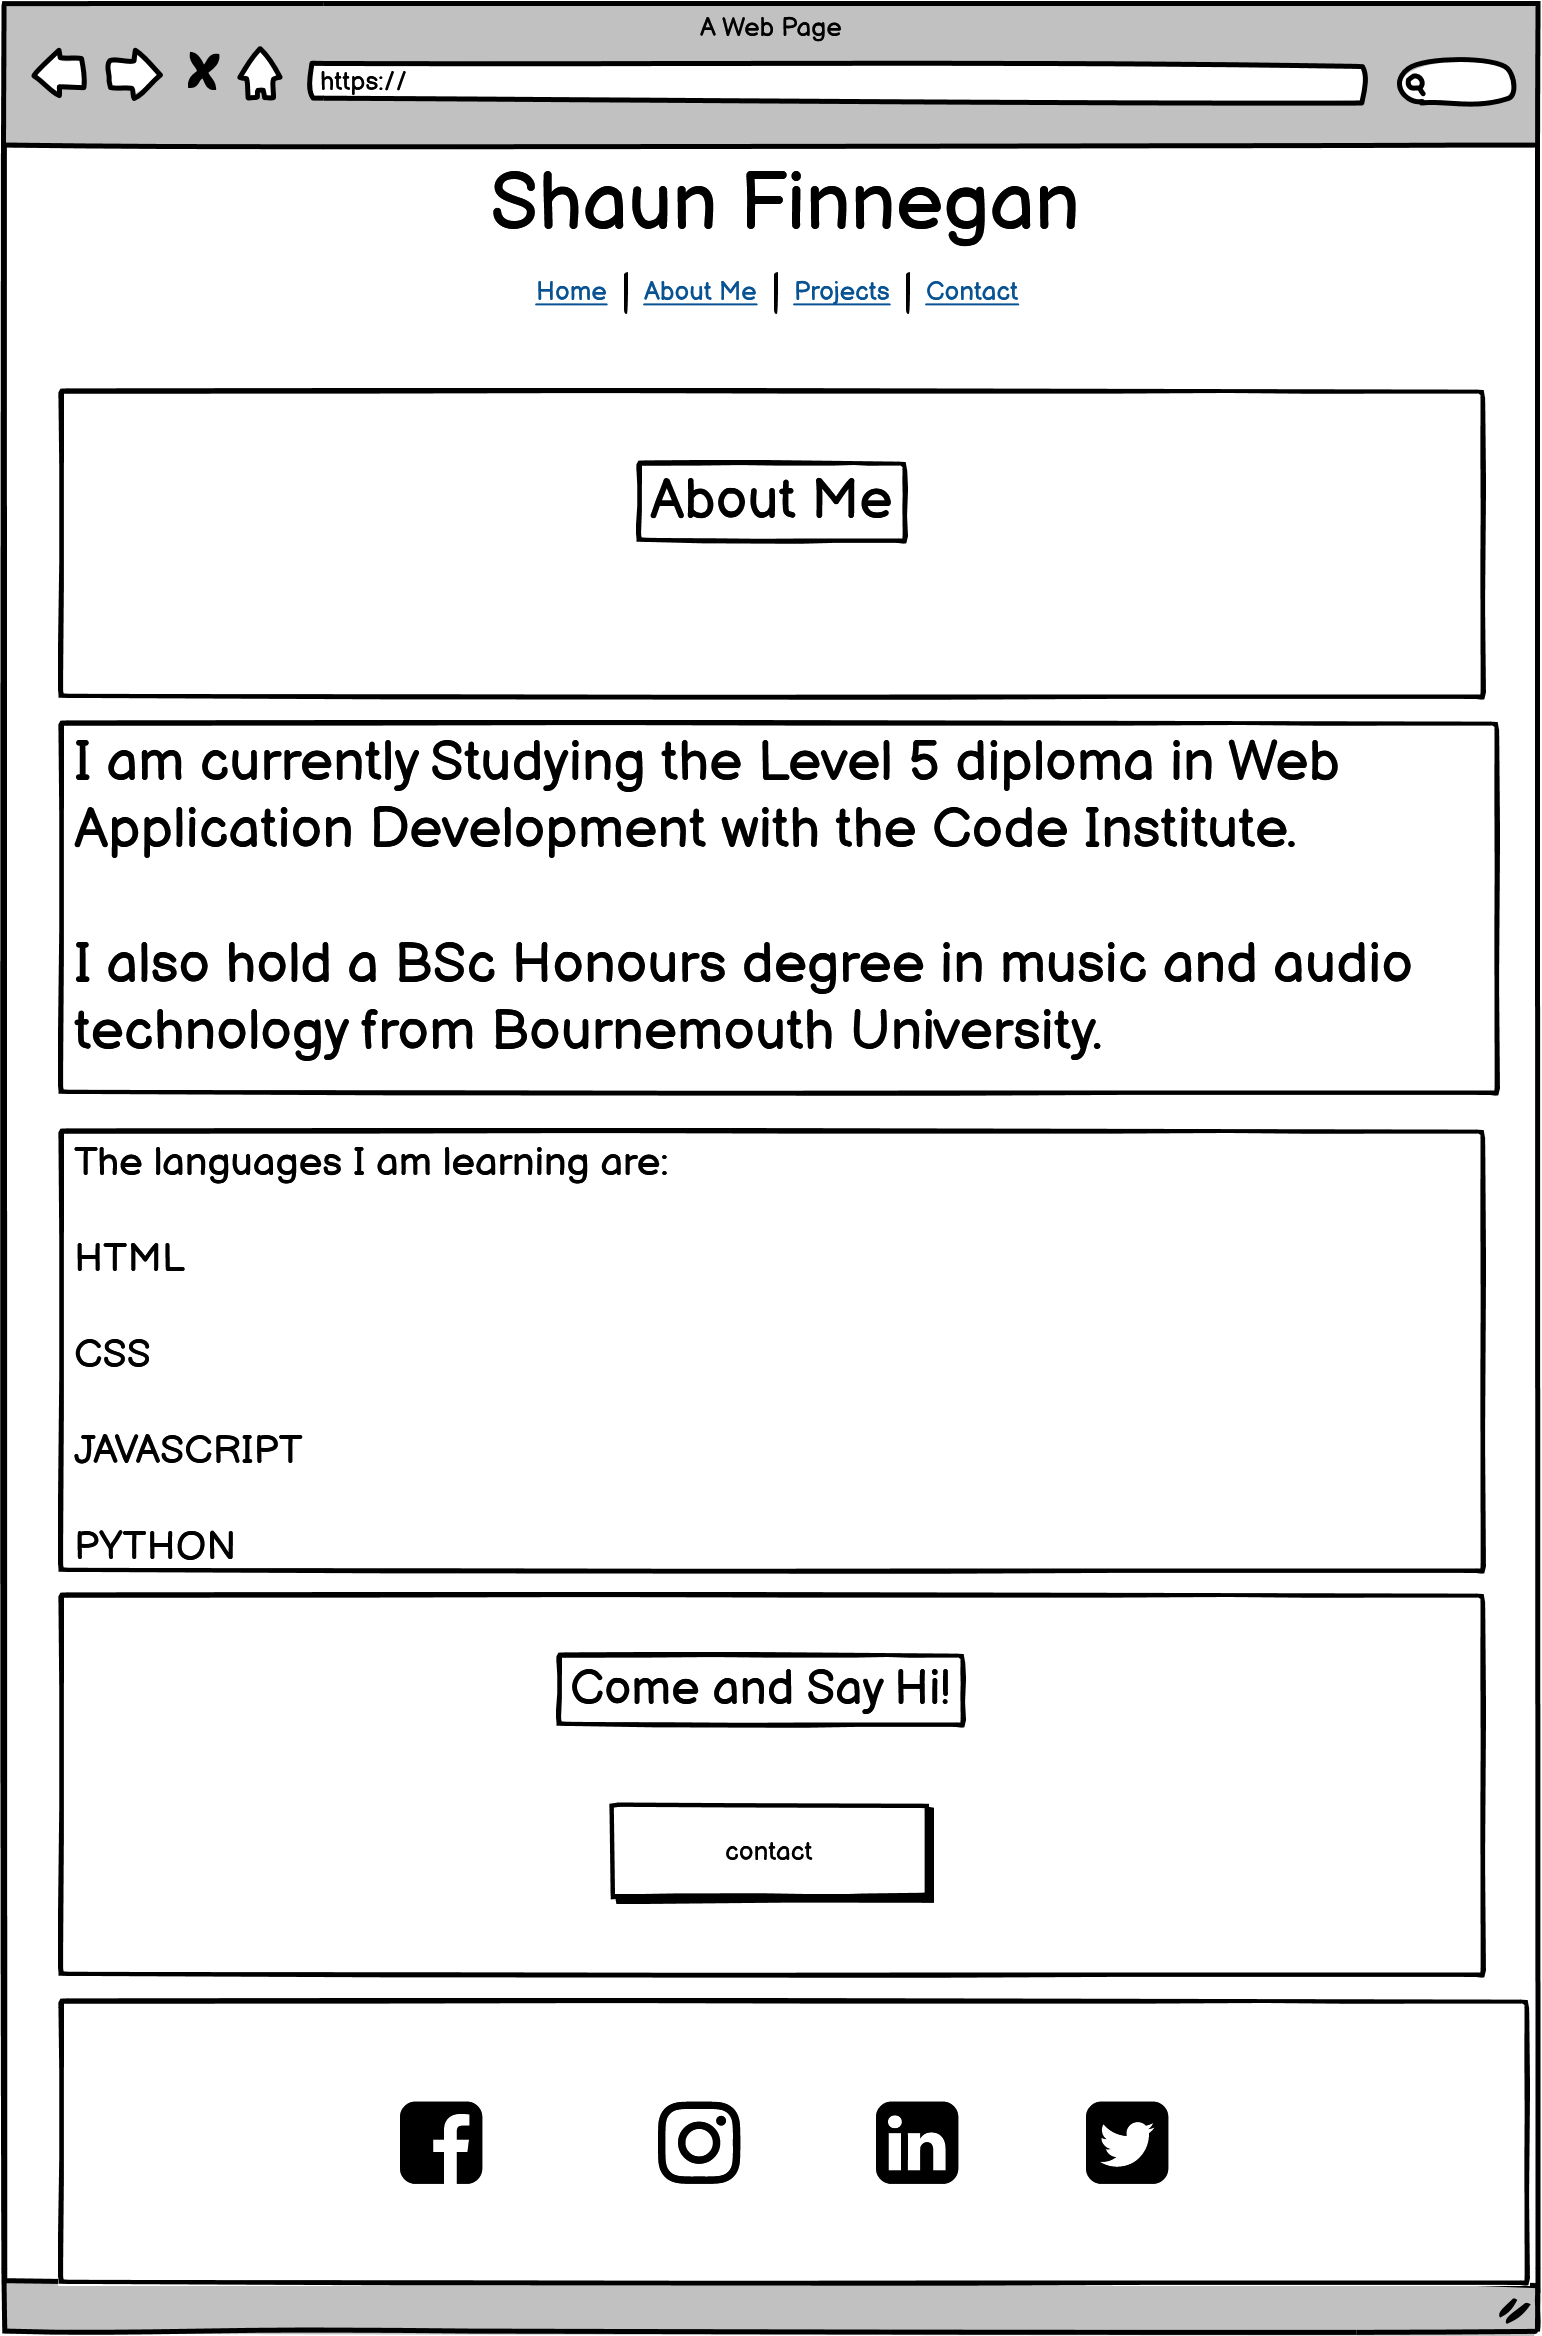 A Web Page
https://
Shaun Finnegan
Home | About Me | Projects | Contact
About Me
I am currently Studying the Level 5 diploma in Web
Application Development with the Code Institute.
I also hold a BSc Honours degree in music and audio
technology from Bournemouth University.
The languages I am learning are:
HTML
CSS
JAVASCRIPT
PYTHON
Come and Say Hi!
contact